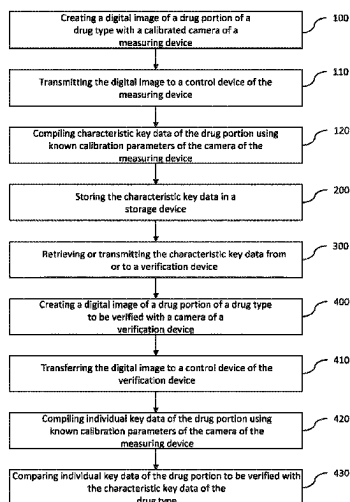 Creating a digital image of a drug portion of a
drug type with a calibrated camera of a
measuring device
100
Transmitting the digital image to a control device of the
measuring device
110
Compiling characteristic key data of the drug portion using
known calibration parameters of the camera of the
measuring device
120
Storing the characteristic key data in a
storage device
200
Retrieving or transmitting the characteristic key data from
or to a verification device
300
Creating a digital image of a drug portion of a drug type
to be verified with a camera of a
verification device
400
Transferring the digital image to a control device of the
verification device
410
Compiling individual key data of the drug portion using
known calibration parameters of the camera of the
measuring device
420
Comparing individual key data of the drug portion to be verified with
the characteristic key data of the
drug type
430